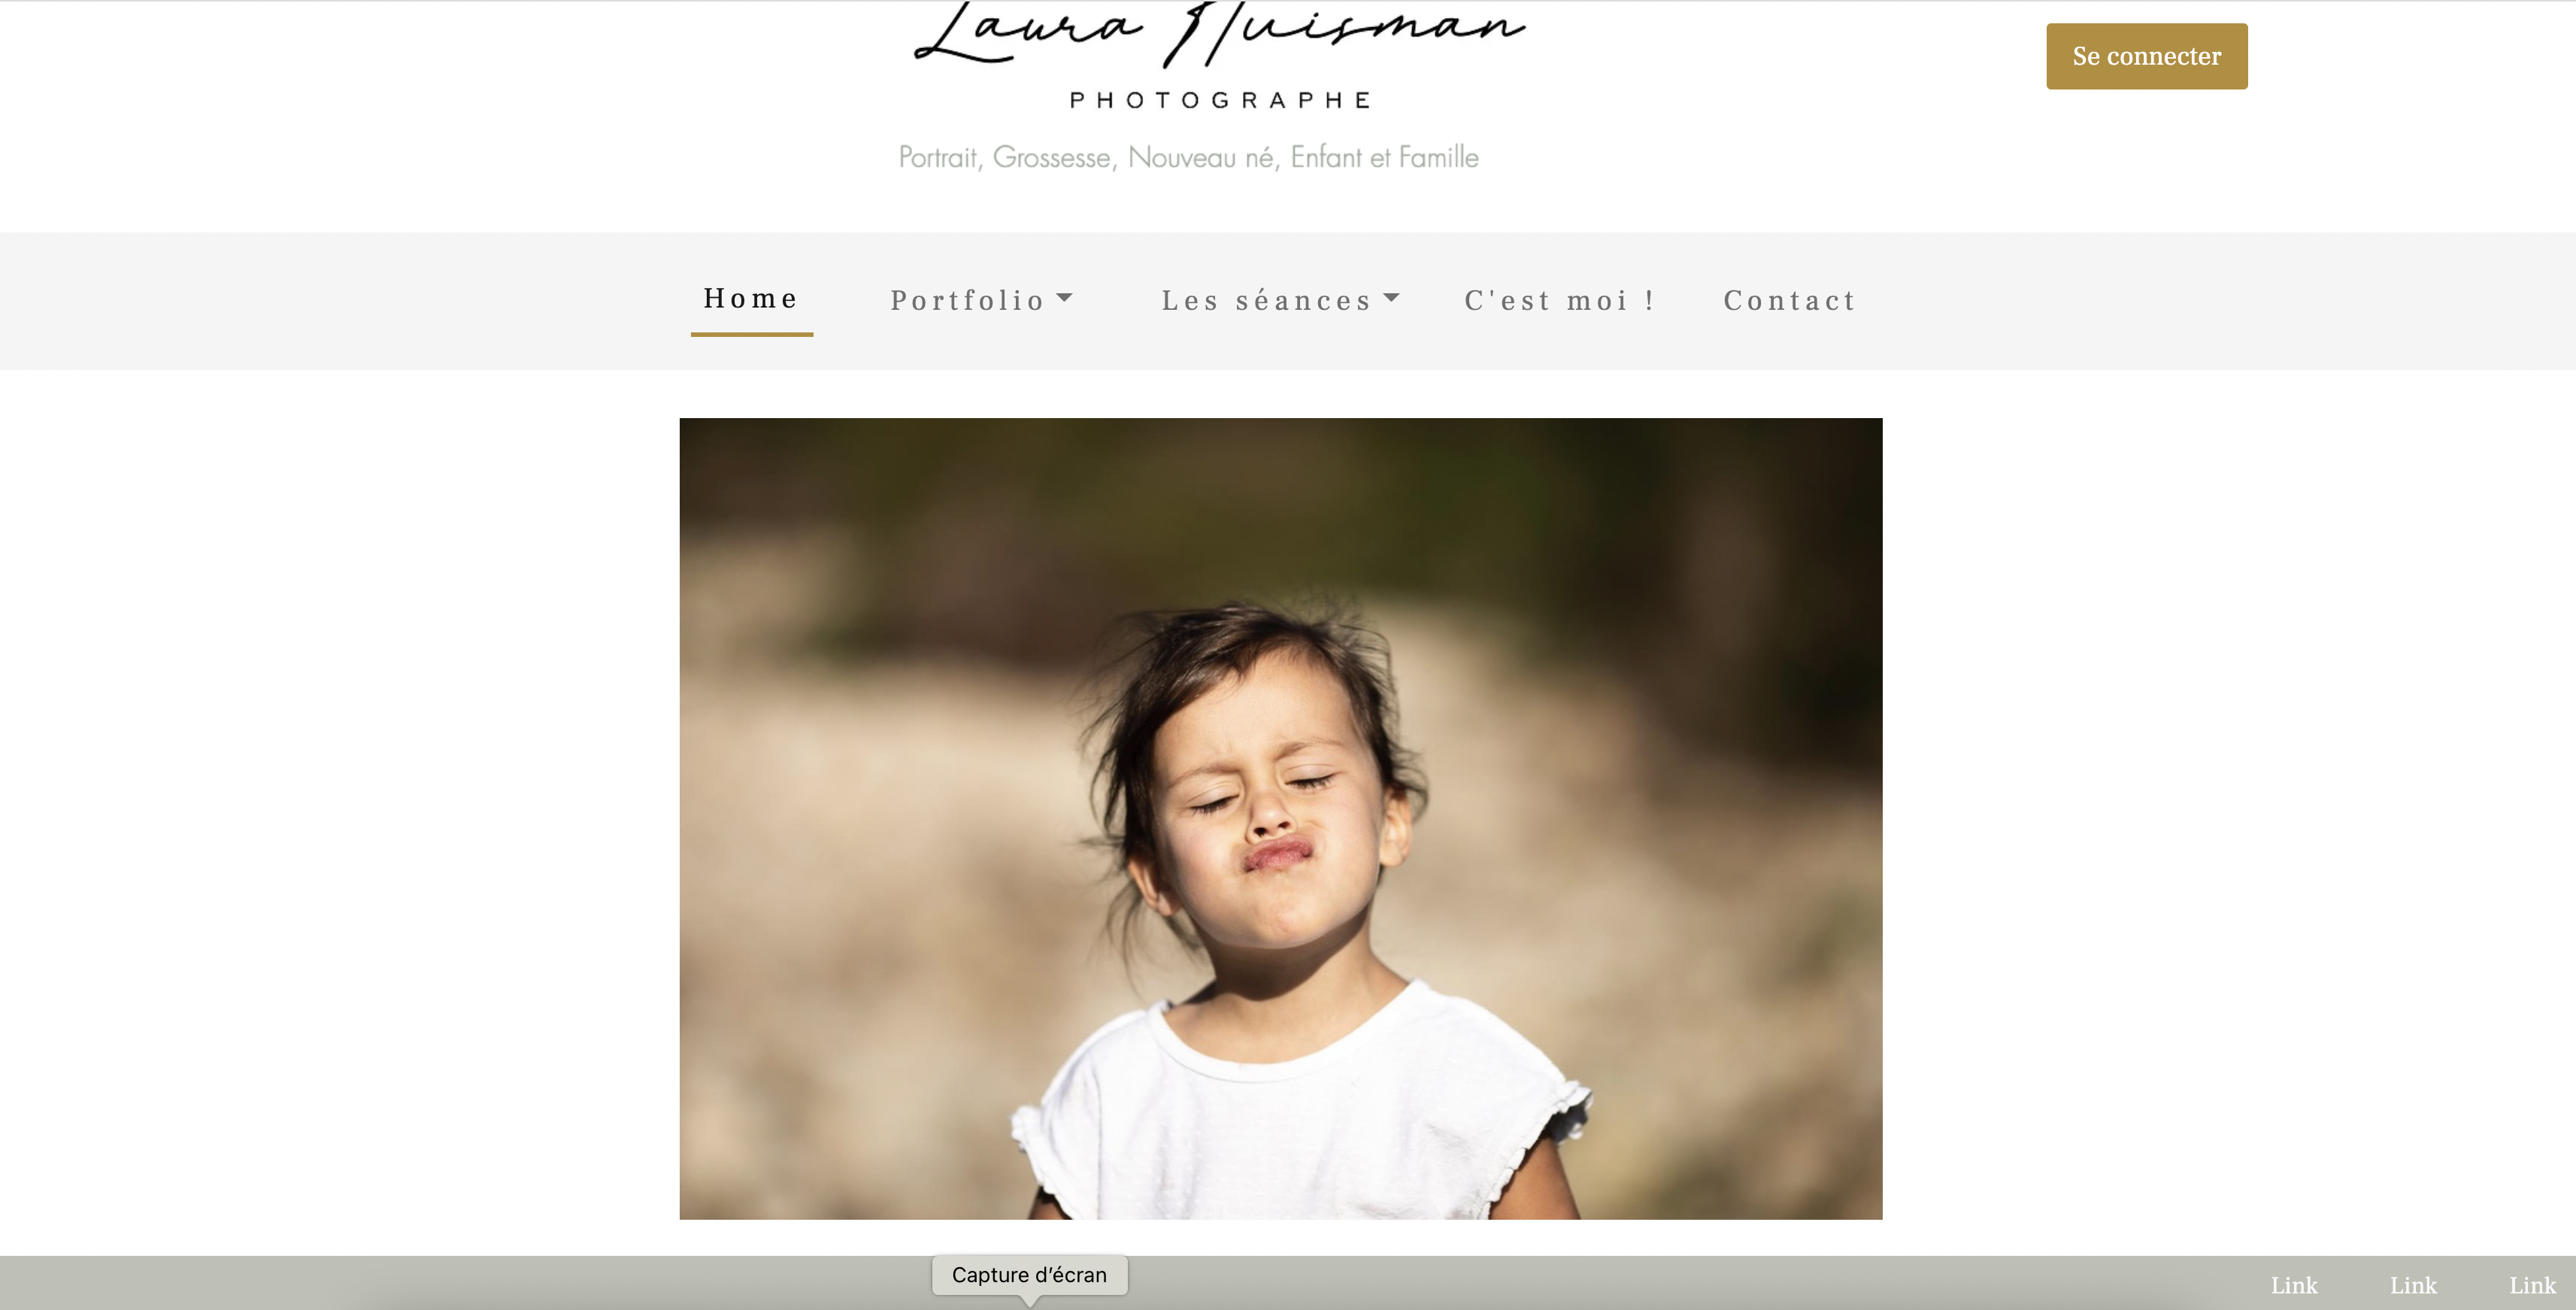 Laura Huisman
PHOTOGRAPHE
Portrait, Grossesse, Nouveau né, Enfant et Famille
Se connecter
Home Portfolio Les séances C'est moi ! Contact
Capture d’écran
Link Link Link